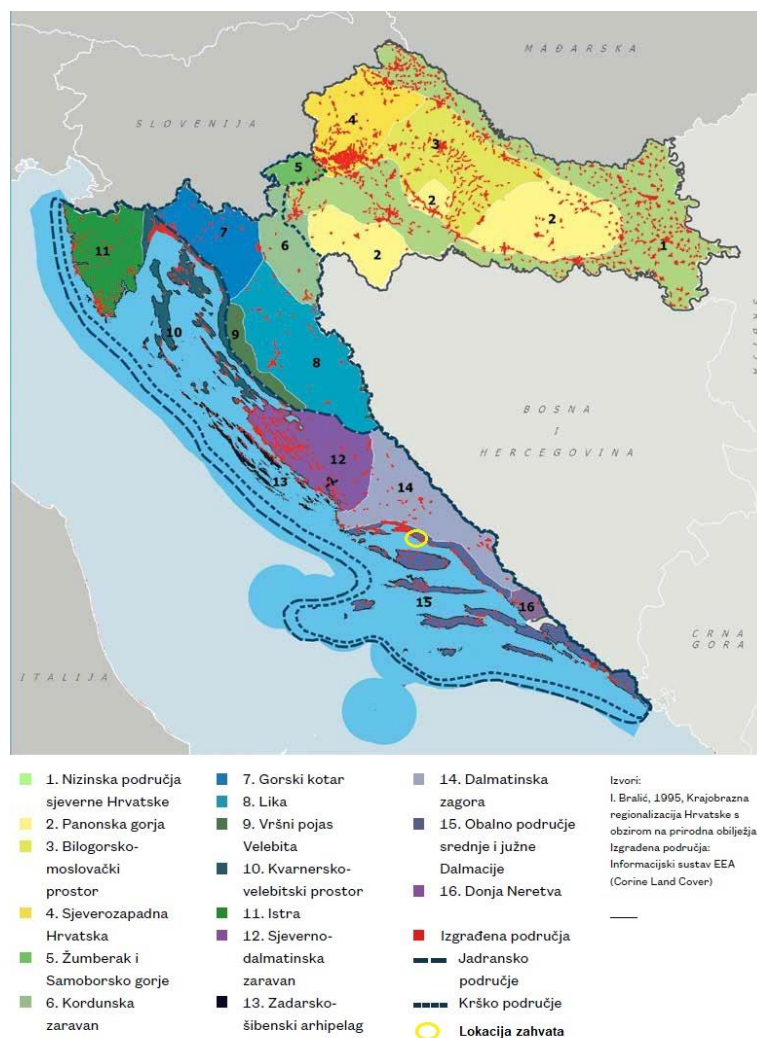 MAĐARSKA
SLOVENIJA
4
3
5
2
2
1
7
6
2
11
10
9
8
BOSNA
I
HERCEGOVINA
12
14
13
15
16
CRNA
GORA
ITALIJA
1. Nizinska područja
sjeverne Hrvatske
2. Panonska gorja
3. Bilogorsko-
moslovački
prostor
4. Sjeverozapadna
Hrvatska
5. Žumberak i
Samoborsko gorje
6. Kordunska
zaravan
7. Gorski kotar
8. Lika
9. Vršni pojas
Velebita
10. Kvarnersko-
velebitski prostor
11. Istra
12. Sjeverno-
dalmatinska
zaravan
13. Zadarsko-
šibenski arhipelag
14. Dalmatinska
zagora
15. Obalno područje
srednje i južne
Dalmacije
16. Donja Neretva
Izgrađena područja
Jadransko
područje
Krško područje
Lokacija zahvata
Izvori:
I. Bralić, 1995, Krajobrazna
regionalizacija Hrvatske s
obzirom na prirodna obilježja
Izgrađena područja:
Informacijski sustav EEA
(Corine Land Cover)